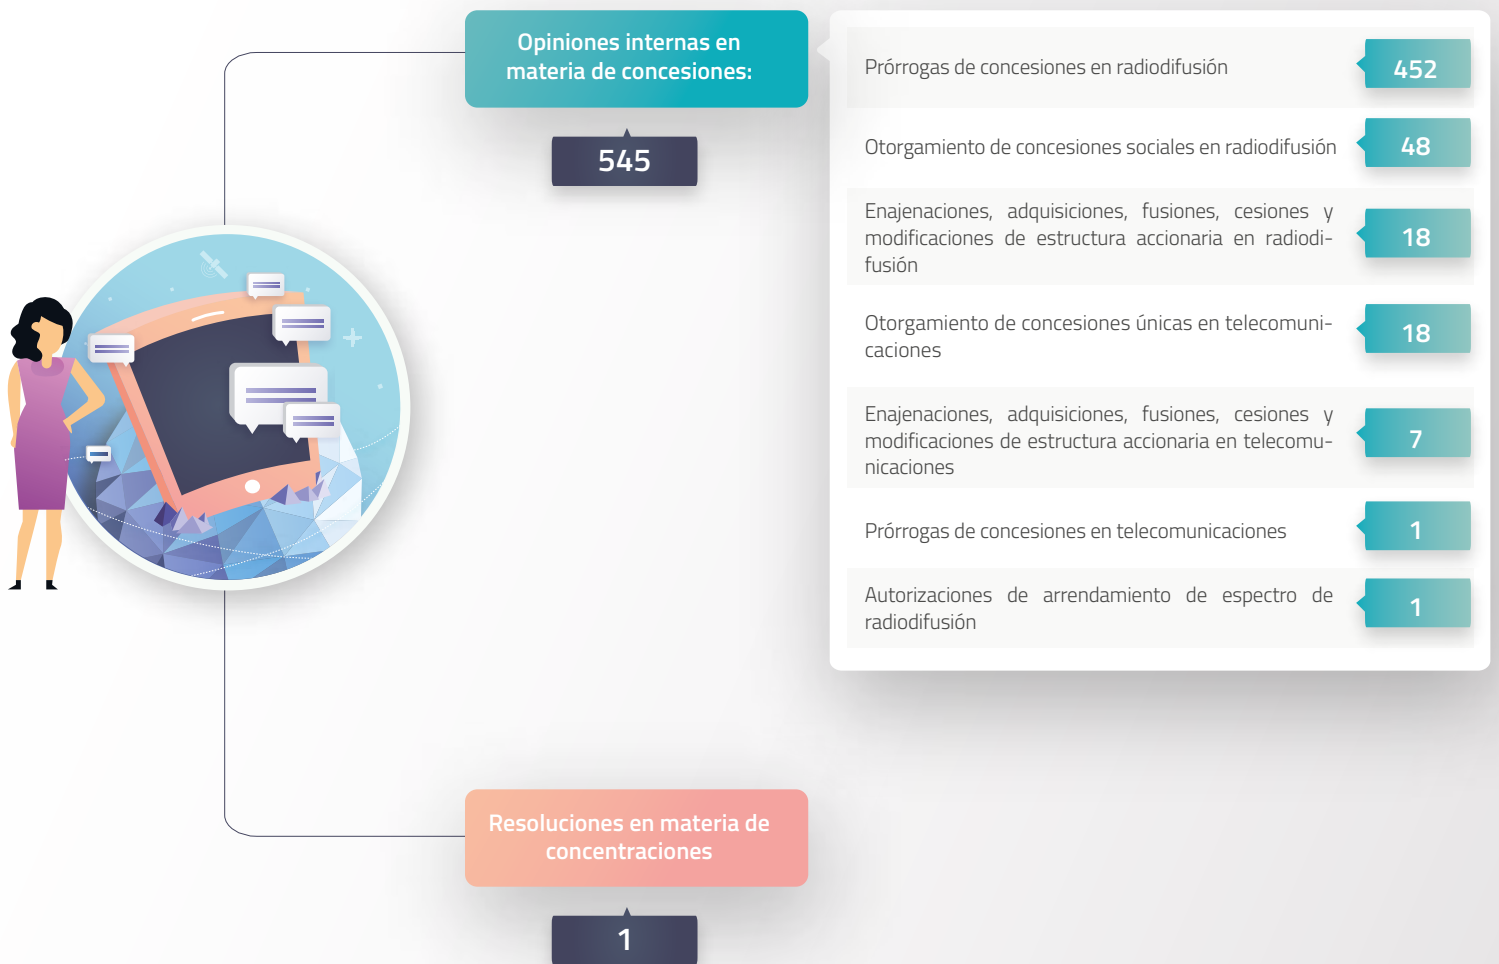 Opiniones internas en
materia de concesiones:
545
Prórrogas de concesiones en radiodifusión
452
Otorgamiento de concesiones sociales en radiodifusión
48
Enajenaciones, adquisiciones, fusiones, cesiones y
modificaciones de estructura accionaria en radiodi-
fusión
18
Otorgamiento de concesiones únicas en telecomuni-
caciones
18
Enajenaciones, adquisiciones, fusiones, cesiones y
modificaciones de estructura accionaria en telecomu-
nicaciones
7
Prórrogas de concesiones en telecomunicaciones
1
Autorizaciones de arrendamiento de espectro de
radiodifusión
1
Resoluciones en materia de
concentraciones
1